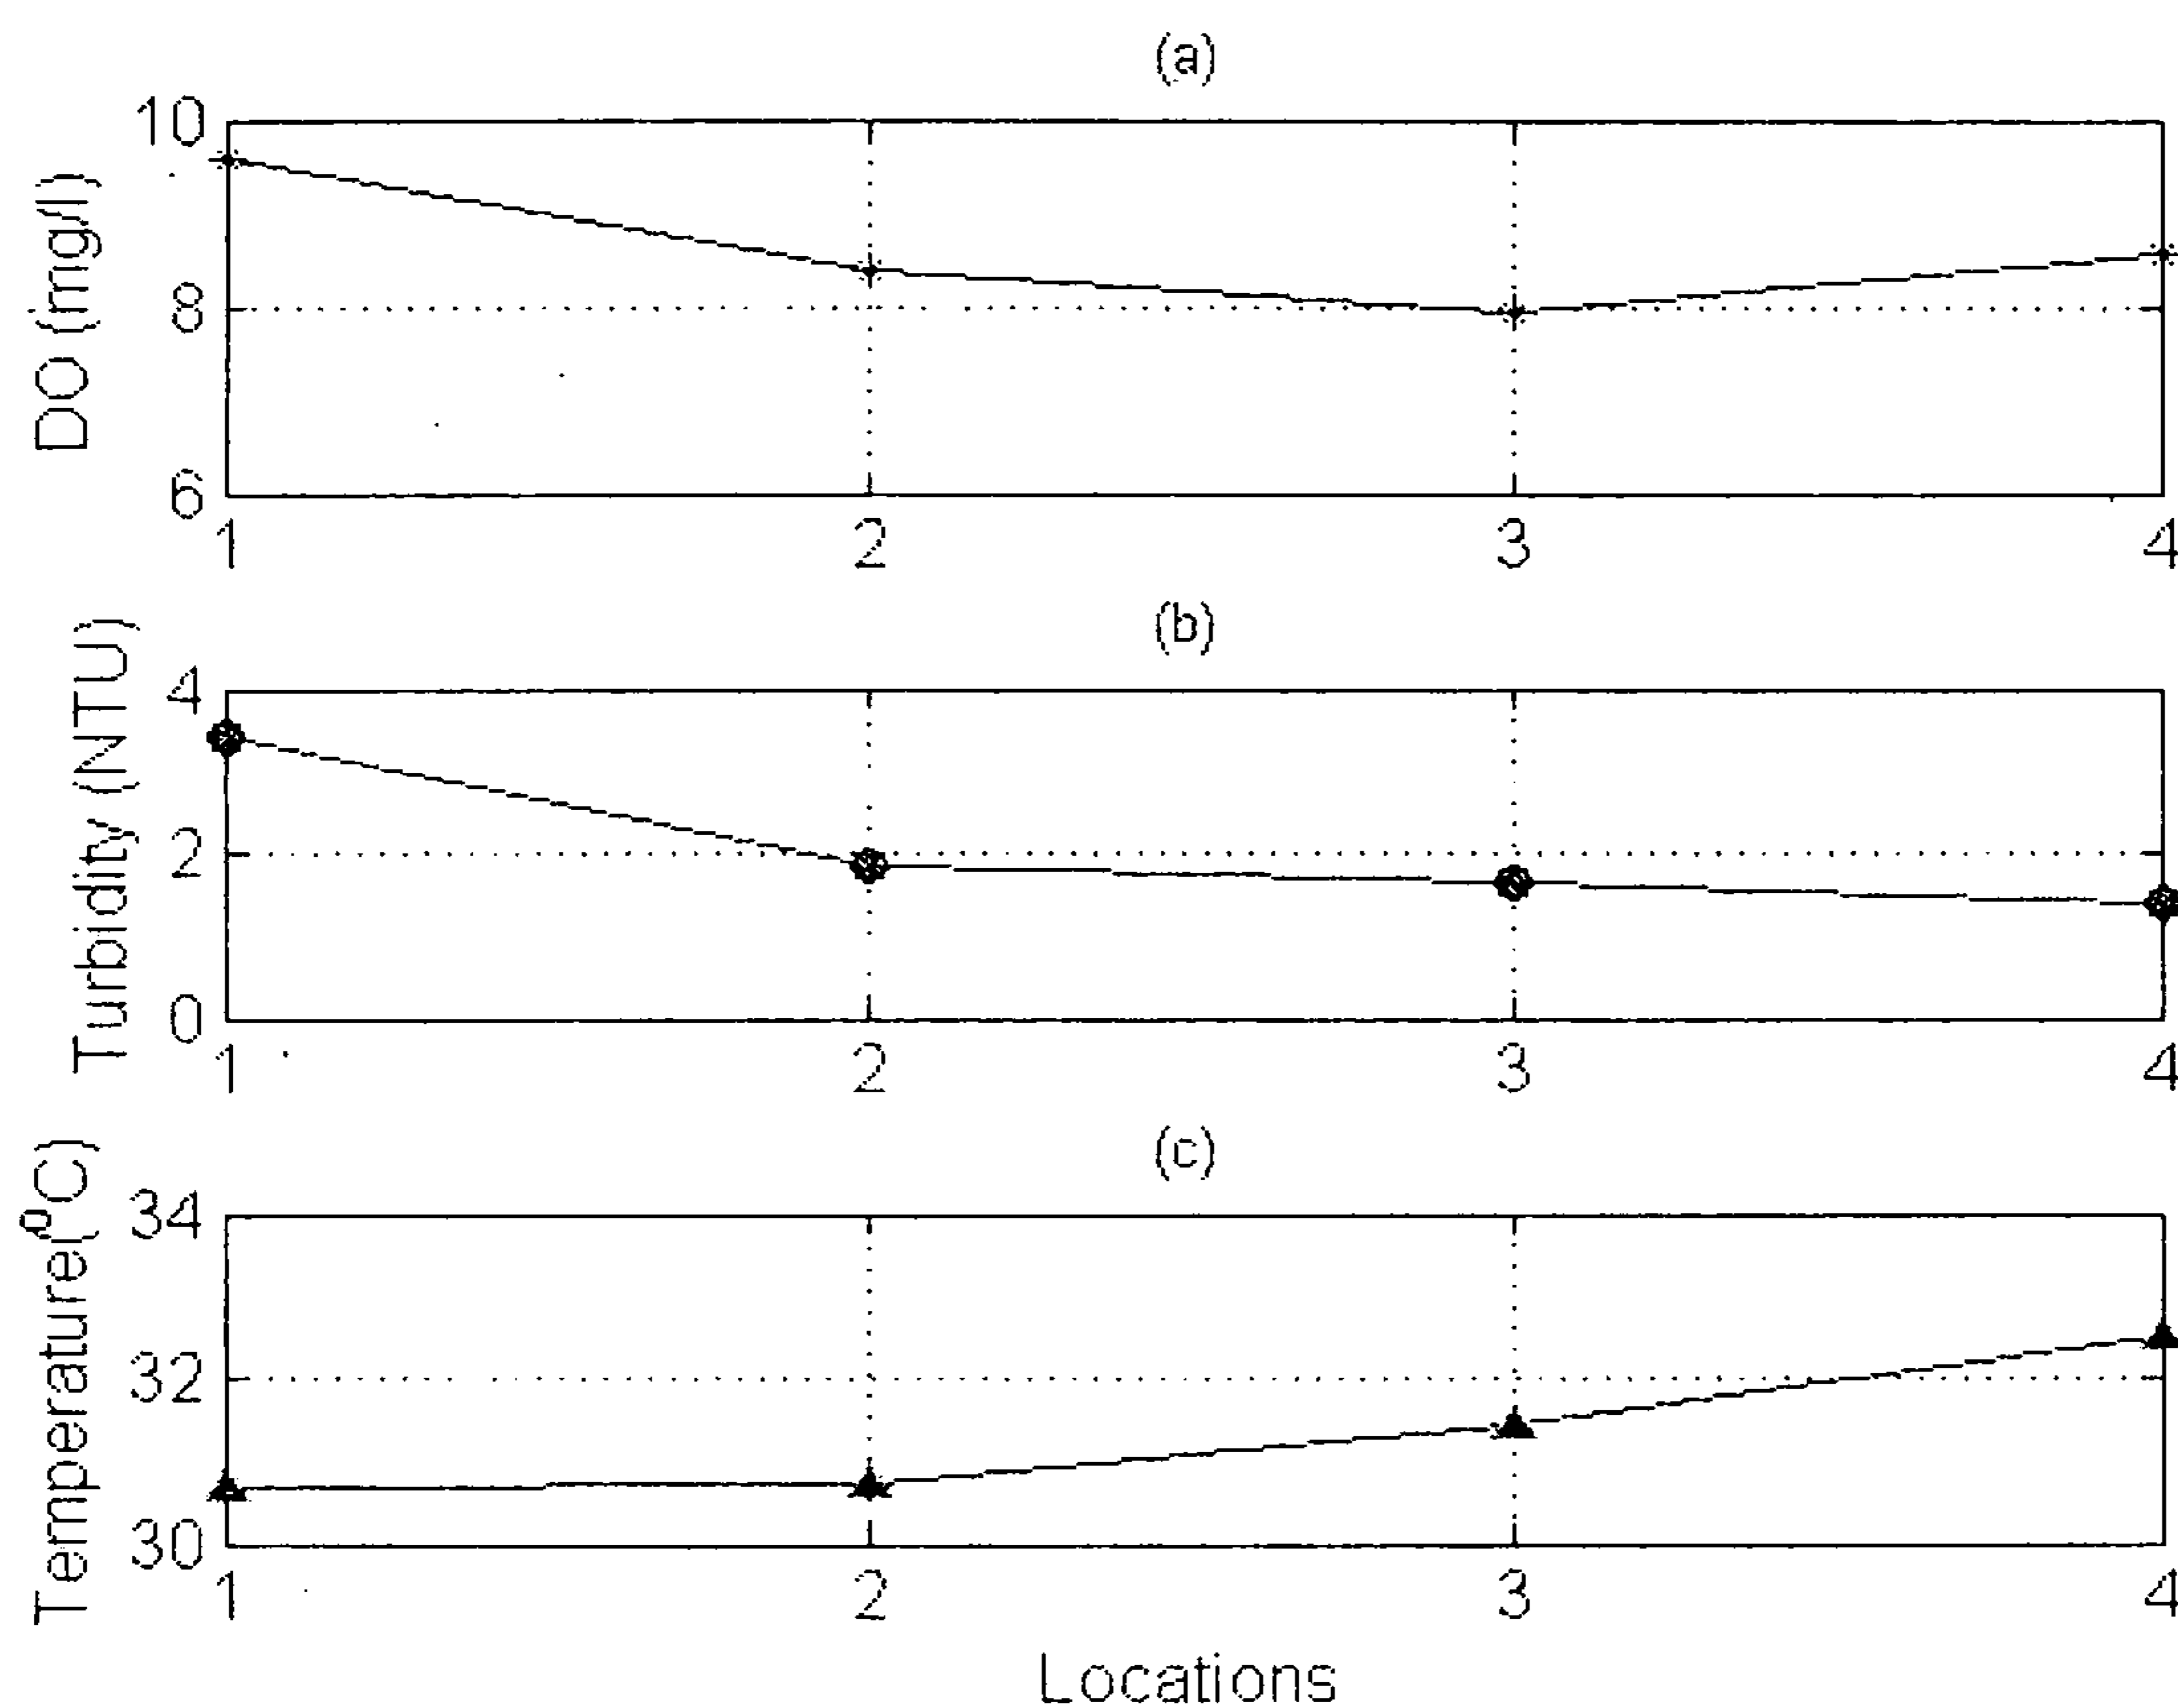 (a)
DO (mg/l)
10
8
6
1 2 3 4
(b)
Turbidity (NTU)
4
2
0
1 2 3 4
(c)
Temperature(⁰C)
34
32
30
1 2 3 4
Locations